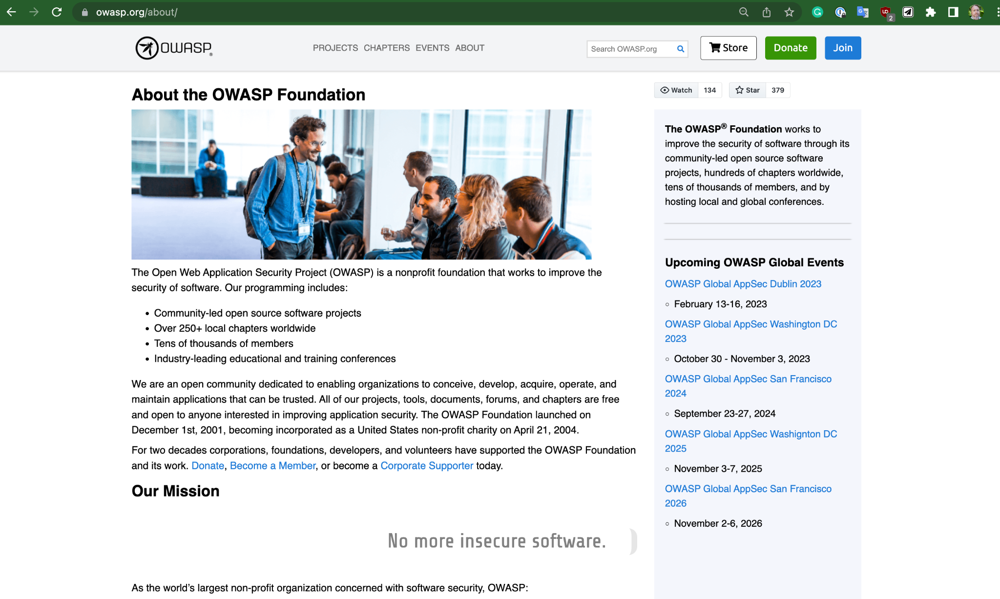 owasp.org/about/
2
OWASP®
PROJECTS CHAPTERS EVENTS ABOUT
Search OWASP.org
Store
Donate
Join
About the OWASP Foundation
The Open Web Application Security Project (OWASP) is a nonprofit foundation that works to improve the
security of software. Our programming includes:
• Community-led open source software projects
• Over 250+ local chapters worldwide
• Tens of thousands of members
• Industry-leading educational and training conferences
We are an open community dedicated to enabling organizations to conceive, develop, acquire, operate, and
maintain applications that can be trusted. All of our projects, tools, documents, forums, and chapters are free
and open to anyone interested in improving application security. The OWASP Foundation launched on
December 1st, 2001, becoming incorporated as a United States non-profit charity on April 21, 2004.
For two decades corporations, foundations, developers, and volunteers have supported the OWASP Foundation
and its work. Donate, Become a Member, or become a Corporate Supporter today.
Our Mission
No more insecure software.
As the world’s largest non-profit organization concerned with software security, OWASP:
Watch 134
Star 379
The OWASP® Foundation works to
improve the security of software through its
community-led open source software
projects, hundreds of chapters worldwide,
tens of thousands of members, and by
hosting local and global conferences.
Upcoming OWASP Global Events
OWASP Global AppSec Dublin 2023
◦ February 13-16, 2023
OWASP Global AppSec Washington DC
2023
◦ October 30 - November 3, 2023
OWASP Global AppSec San Francisco
2024
◦ September 23-27, 2024
OWASP Global AppSec Washignton DC
2025
◦ November 3-7, 2025
OWASP Global AppSec San Francisco
2026
◦ November 2-6, 2026